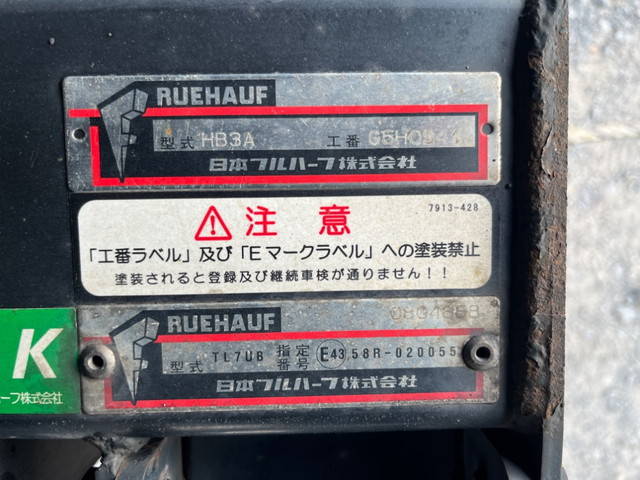 FRUEHAUF
型式 HB3A 工番
日本フルハーフ株式会社
7913-428
注意
「工番ラベル」及び「Eマークラベル」への塗装禁止
塗装されると登録及び継続車検が通りません!!
FRUEHAUF
型式 TL7UB 指定番号 E43 58R-020055
日本フルハーフ株式会社
K
ーフ株式会社